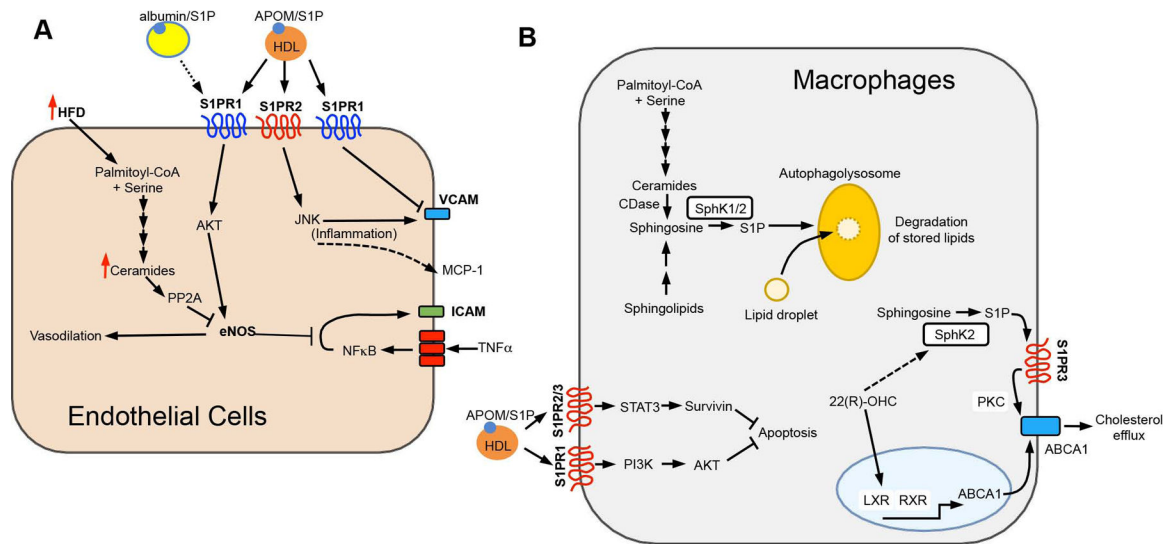 A
albumin/S1P
APOM/S1P
HDL
S1PR1
S1PR2
S1PR1
HFD
Palmitoyl-CoA
+ Serine
AKT
JNK
(Inflammation)
VCAM
MCP-1
Ceramides
PP2A
ICAM
Vasodilation
eNOS
NFκB
TNFα
Endothelial Cells
B
Macrophages
Palmitoyl-CoA
+ Serine
Ceramides
CDase
Sphingosine
SphK1/2
S1P
Sphingolipids
Autophagolysosome
Degradation
of stored lipids
Lipid droplet
Sphingosine
S1P
SphK2
S1PR3
22(R)-OHC
PKC
Cholesterol
efflux
ABCA1
APOM/S1P
HDL
S1PR2/3
STAT3
Survivin
Apoptosis
S1PR1
PI3K
AKT
LXR
RXR
ABCA1